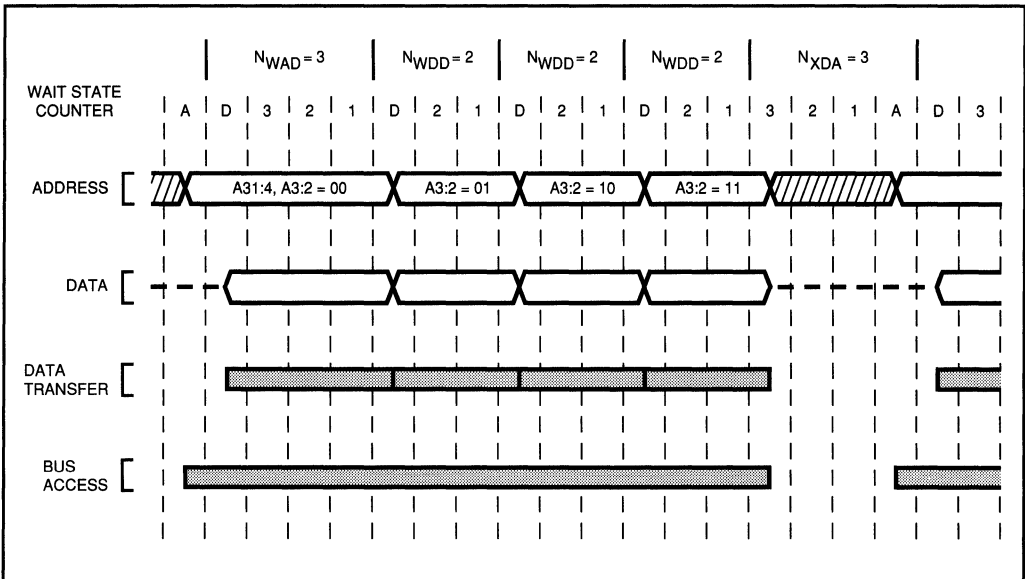 N_WAD = 3 N_WDD = 2 N_WDD = 2 N_WDD = 2 N_XDA = 3
WAIT STATE
COUNTER
A D 3 2 1 D 2 1 D 2 1 D 2 1 3 2 1 A D 3
ADDRESS
A31:4, A3:2 = 00 A3:2 = 01 A3:2 = 10 A3:2 = 11
DATA
DATA
TRANSFER
BUS
ACCESS